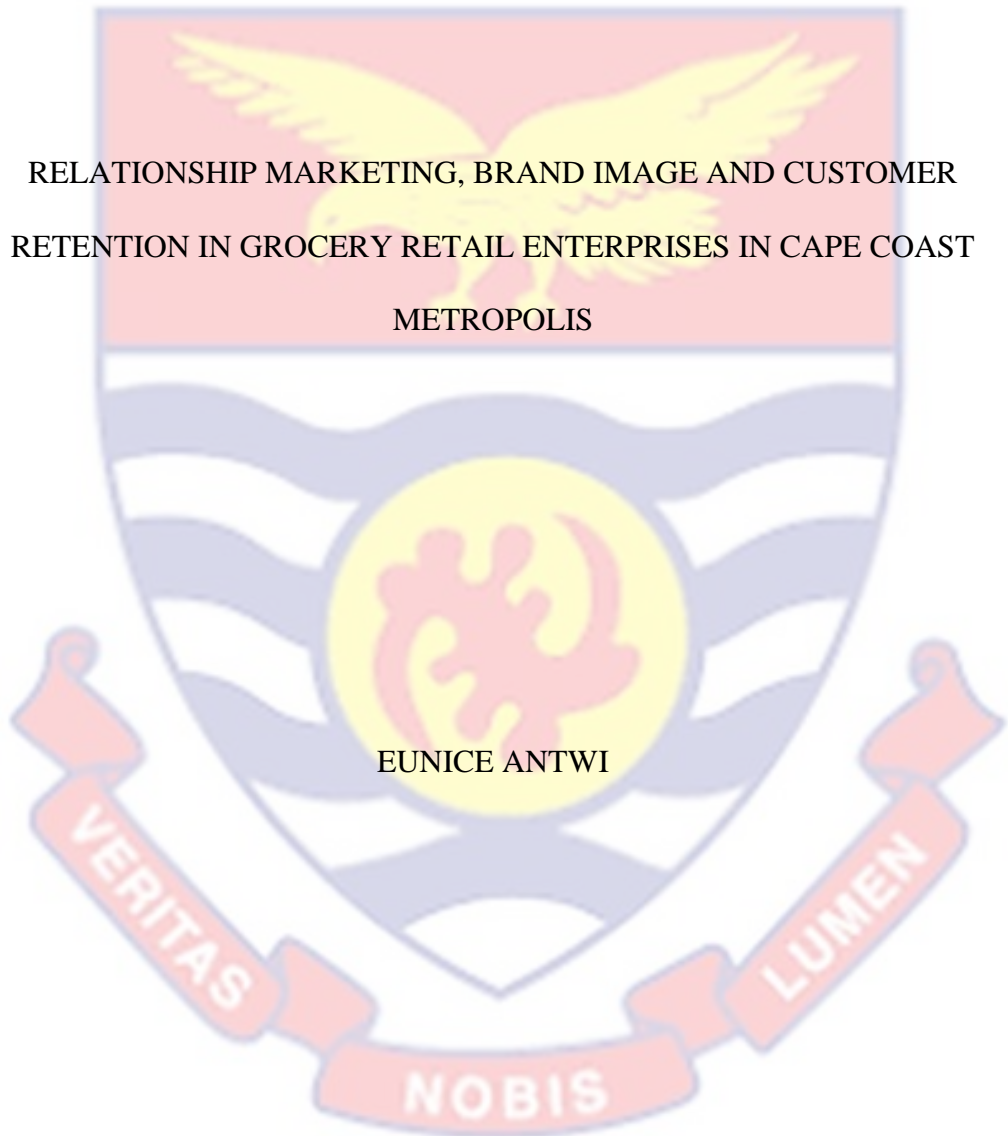 RELATIONSHIP MARKETING, BRAND IMAGE AND CUSTOMER
RETENTION IN GROCERY RETAIL ENTERPRISES IN CAPE COAST
METROPOLIS
EUNICE ANTWI
VERITAS
NOBIS
LUMEN